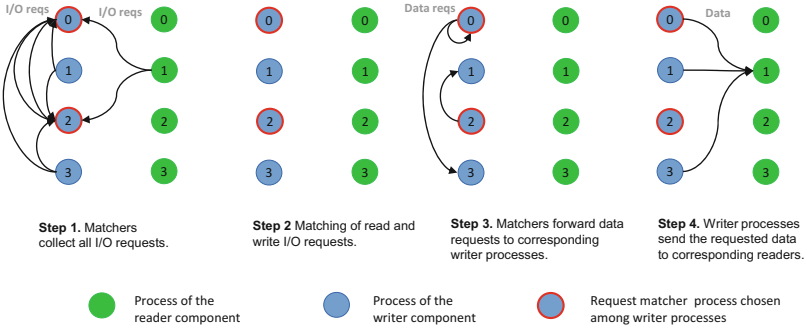 I/O reqs
I/O reqs
Data reqs
Data
0 0 0 0 0 0 0 0
1 1 1 1 1 1 1 1
2 2 2 2 2 2 2 2
3 3 3 3 3 3 3 3
Step 1. Matchers
collect all I/O requests.
Step 2 Matching of read and
write I/O requests.
Step 3. Matchers forward data
requests to corresponding
writer processes.
Step 4. Writer processes
send the requested data
to corresponding readers.
Process of the
reader component
Process of the
writer component
Request matcher process chosen
among writer processes